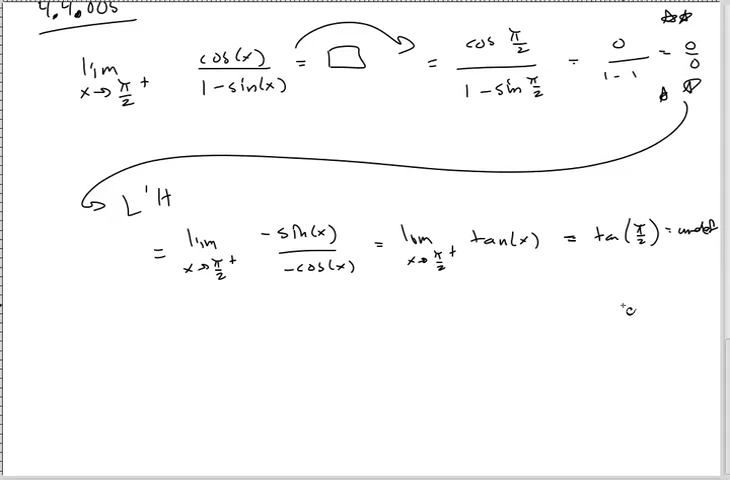 4.4.005
lim x→π/2+ cos(x)/(1-sin(x)) = □ = cos π/2 / (1-sin π/2) = 0/(1-1) = 0/0
L'H
= lim x→π/2+ -sin(x)/-cos(x) = lim x→π/2+ tan(x) = tan(π/2) = undef